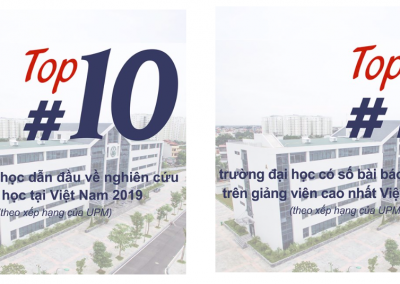 Top
#10
học dẫn đầu về nghiên cứu
học tại Việt Nam 2019
(theo xếp hạng của UPM)
Top
#
trường đại học có số bài báo
trên giảng viên cao nhất Việ
(theo xếp hạng của UPM